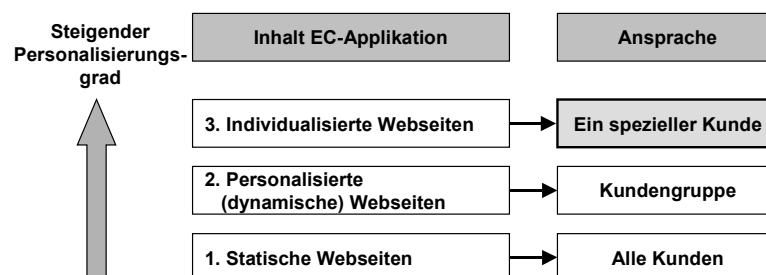 Steigender
Personalisierungs-
grad
Inhalt EC-Applikation
Ansprache
3. Individualisierte Webseiten
Ein spezieller Kunde
2. Personalisierte
(dynamische) Webseiten
Kundengruppe
1. Statische Webseiten
Alle Kunden